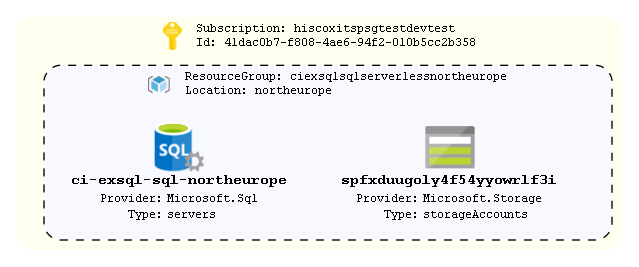 Subscription: hiscoxitspsgtestdevtest
Id: 41dac0b7-f808-4ae6-94f2-010b5cc2b358
ResourceGroup: ciexsqlsqlserverlessnortheurope
Location: northeurope
SQL
ci-exsql-sql-northeurope
Provider: Microsoft.Sql
Type: servers
spfxduugoly4f54yyowrlf3i
Provider: Microsoft.Storage
Type: storageAccounts